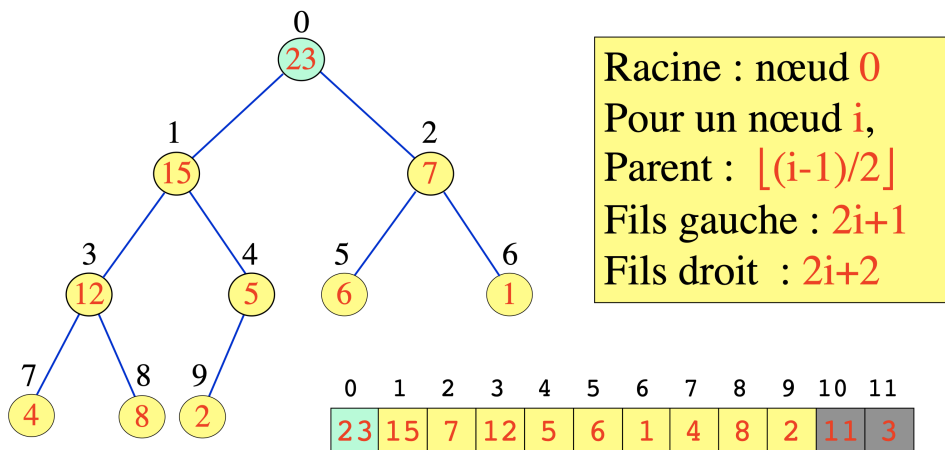 0
23
1
2
15
7
3
4
5
6
12
5
6
1
7
8
9
4
8
2
Racine : nœud 0
Pour un nœud i,
Parent : ⌊(i-1)/2⌋
Fils gauche : 2i+1
Fils droit : 2i+2
0 1 2 3 4 5 6 7 8 9 10 11
23 15 7 12 5 6 1 4 8 2 11 3